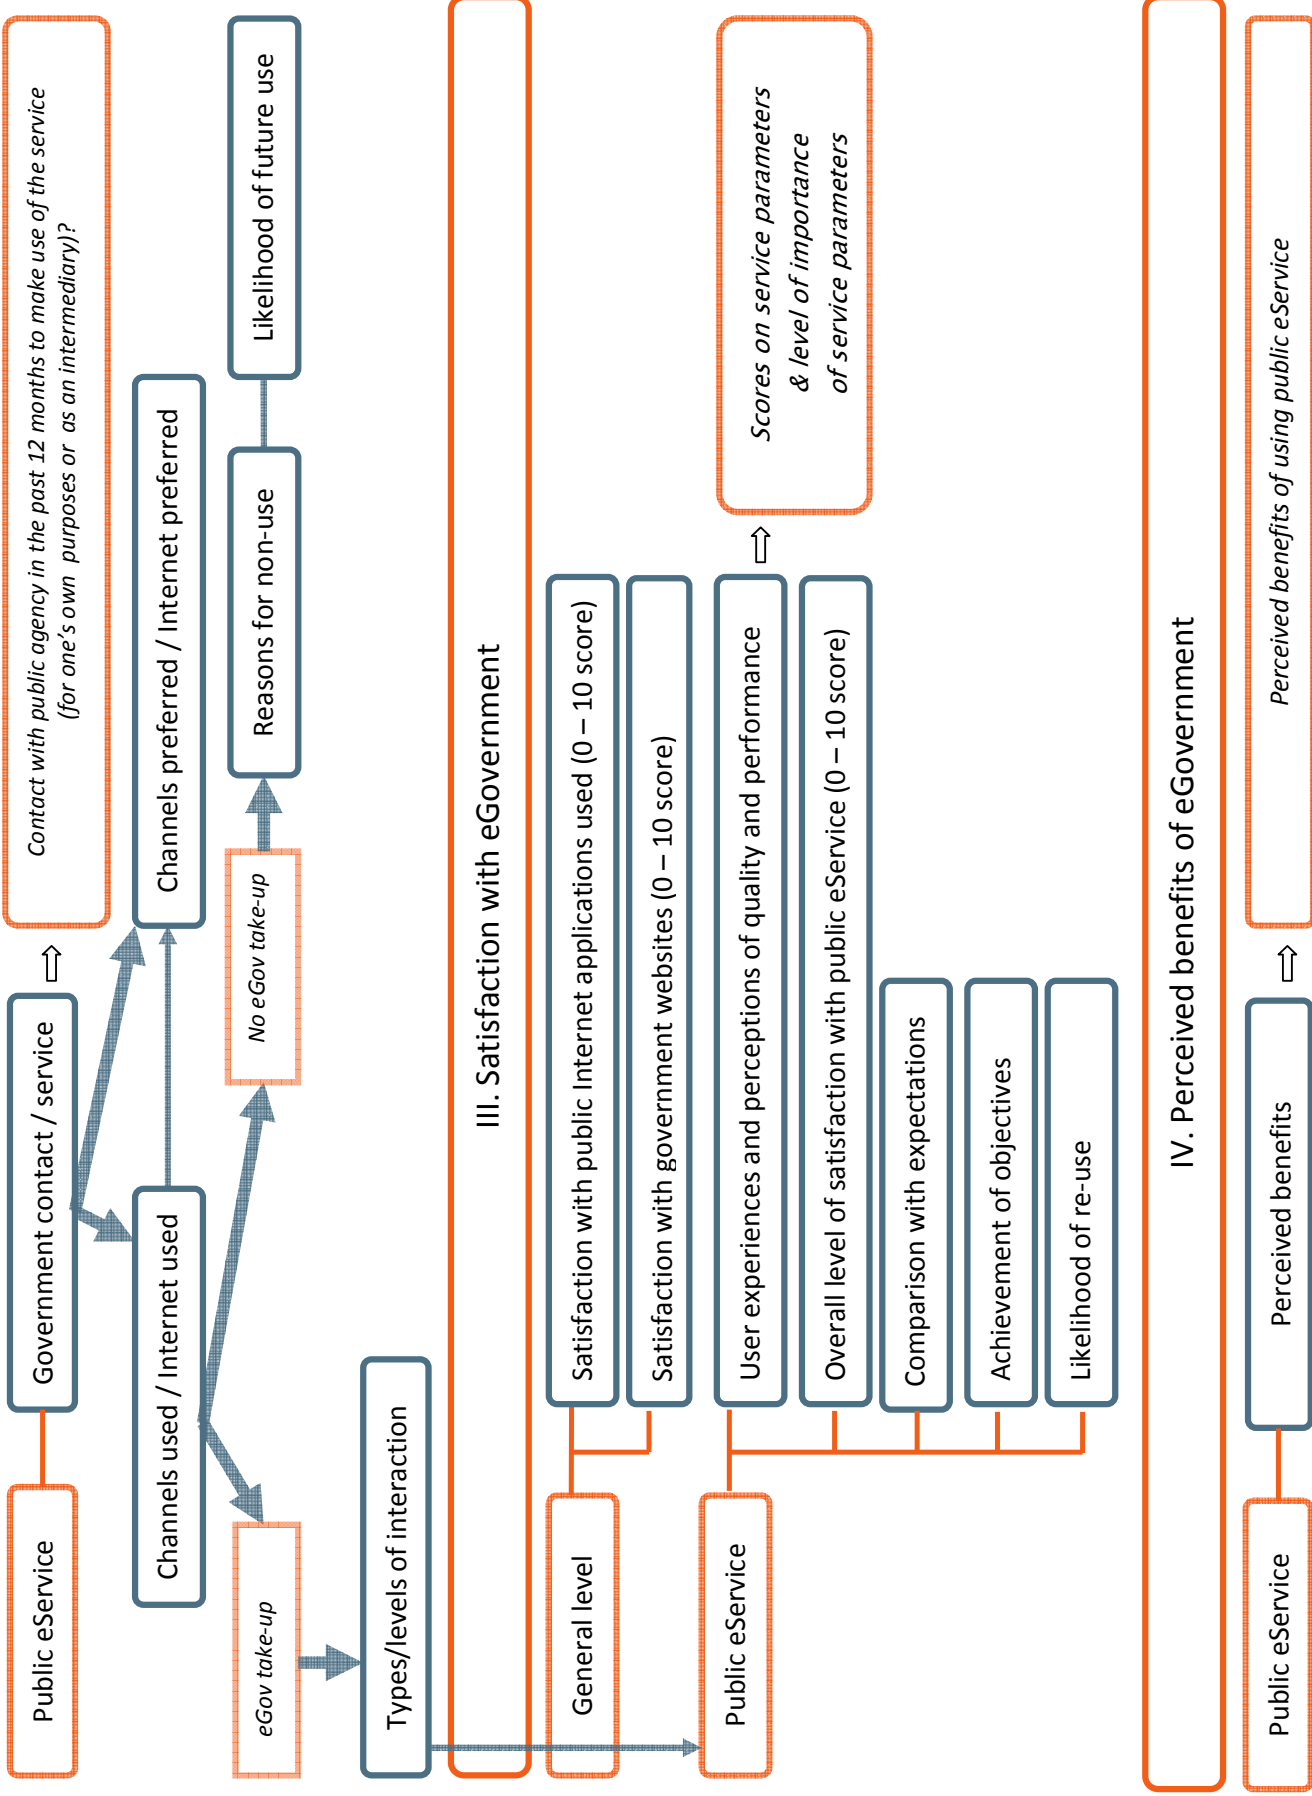 Public eService
Government contact / service
⇨
Contact with public agency in the past 12 months to make use of the service
(for one's own purposes or as an intermediary)?
Channels used / Internet used
Channels preferred / Internet preferred
eGov take-up
No eGov take-up
Reasons for non-use
Likelihood of future use
Types/levels of interaction
III. Satisfaction with eGovernment
General level
Satisfaction with public Internet applications used (0 – 10 score)
Satisfaction with government websites (0 – 10 score)
Public eService
User experiences and perceptions of quality and performance
⇨
Scores on service parameters
& level of importance
of service parameters
Overall level of satisfaction with public eService (0 – 10 score)
Comparison with expectations
Achievement of objectives
Likelihood of re-use
IV. Perceived benefits of eGovernment
Public eService
Perceived benefits
⇨
Perceived benefits of using public eService